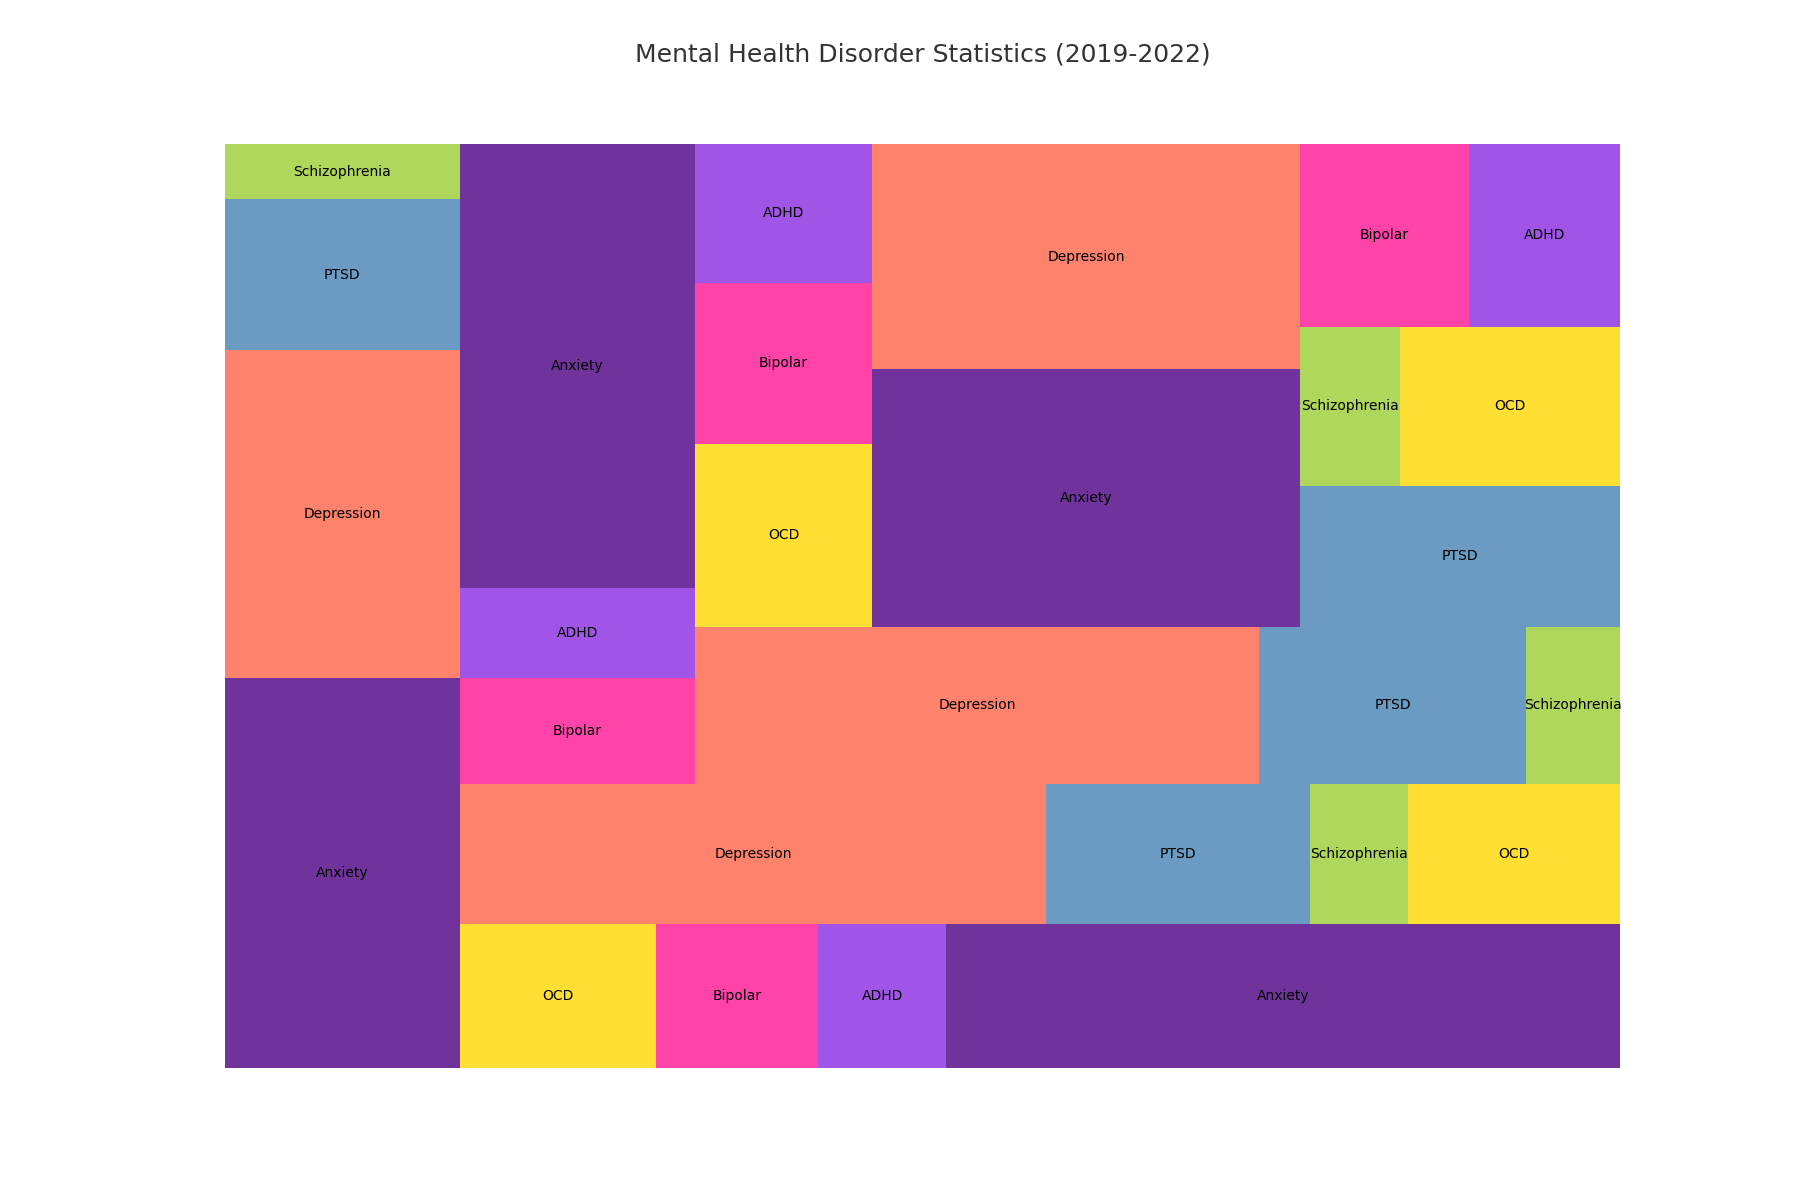 Mental Health Disorder Statistics (2019-2022)
Schizophrenia
PTSD
Depression
Anxiety
Anxiety
ADHD
Bipolar
ADHD
Bipolar
OCD
Depression
Anxiety
Bipolar
ADHD
Schizophrenia
OCD
PTSD
Depression
PTSD
Schizophrenia
Depression
PTSD
Schizophrenia
OCD
OCD
Bipolar
ADHD
Anxiety